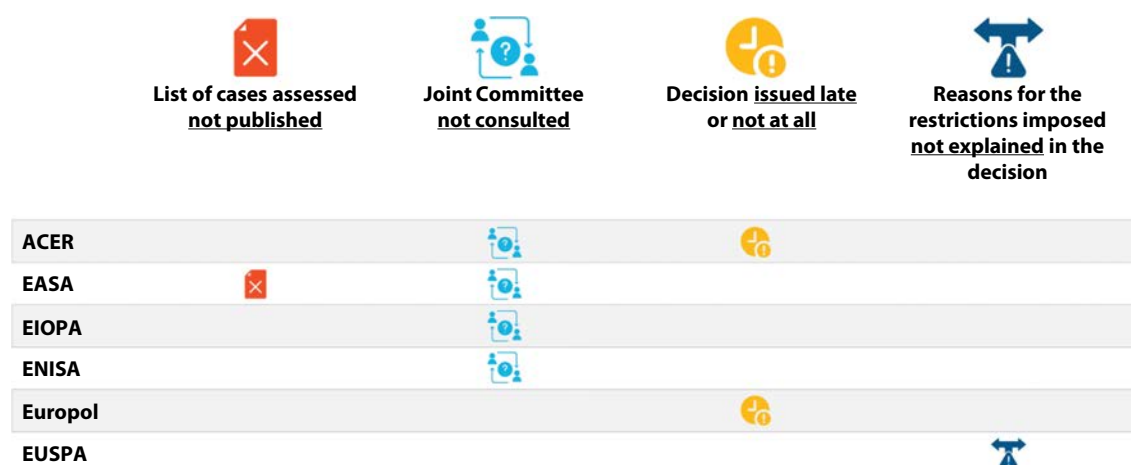 List of cases assessed
not published
Joint Committee
not consulted
Decision issued late
or not at all
Reasons for the
restrictions imposed
not explained in the
decision
ACER
EASA
EIOPA
ENISA
Europol
EUSPA